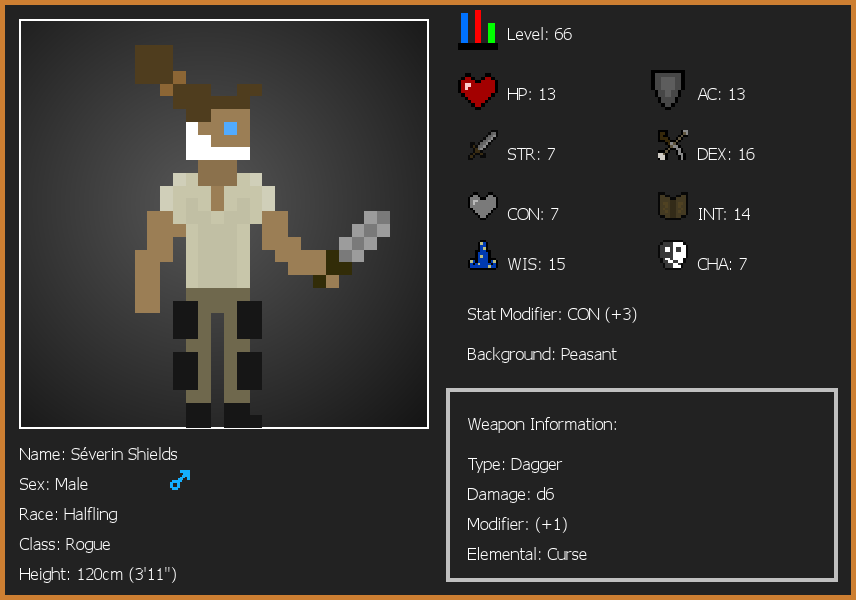 Level: 66
HP: 13
AC: 13
STR: 7
DEX: 16
CON: 7
INT: 14
WIS: 15
CHA: 7
Stat Modifier: CON (+3)
Background: Peasant
Weapon Information:
Type: Dagger
Damage: d6
Modifier: (+1)
Elemental: Curse
Name: Séverin Shields
Sex: Male
Race: Halfling
Class: Rogue
Height: 120cm (3'11")